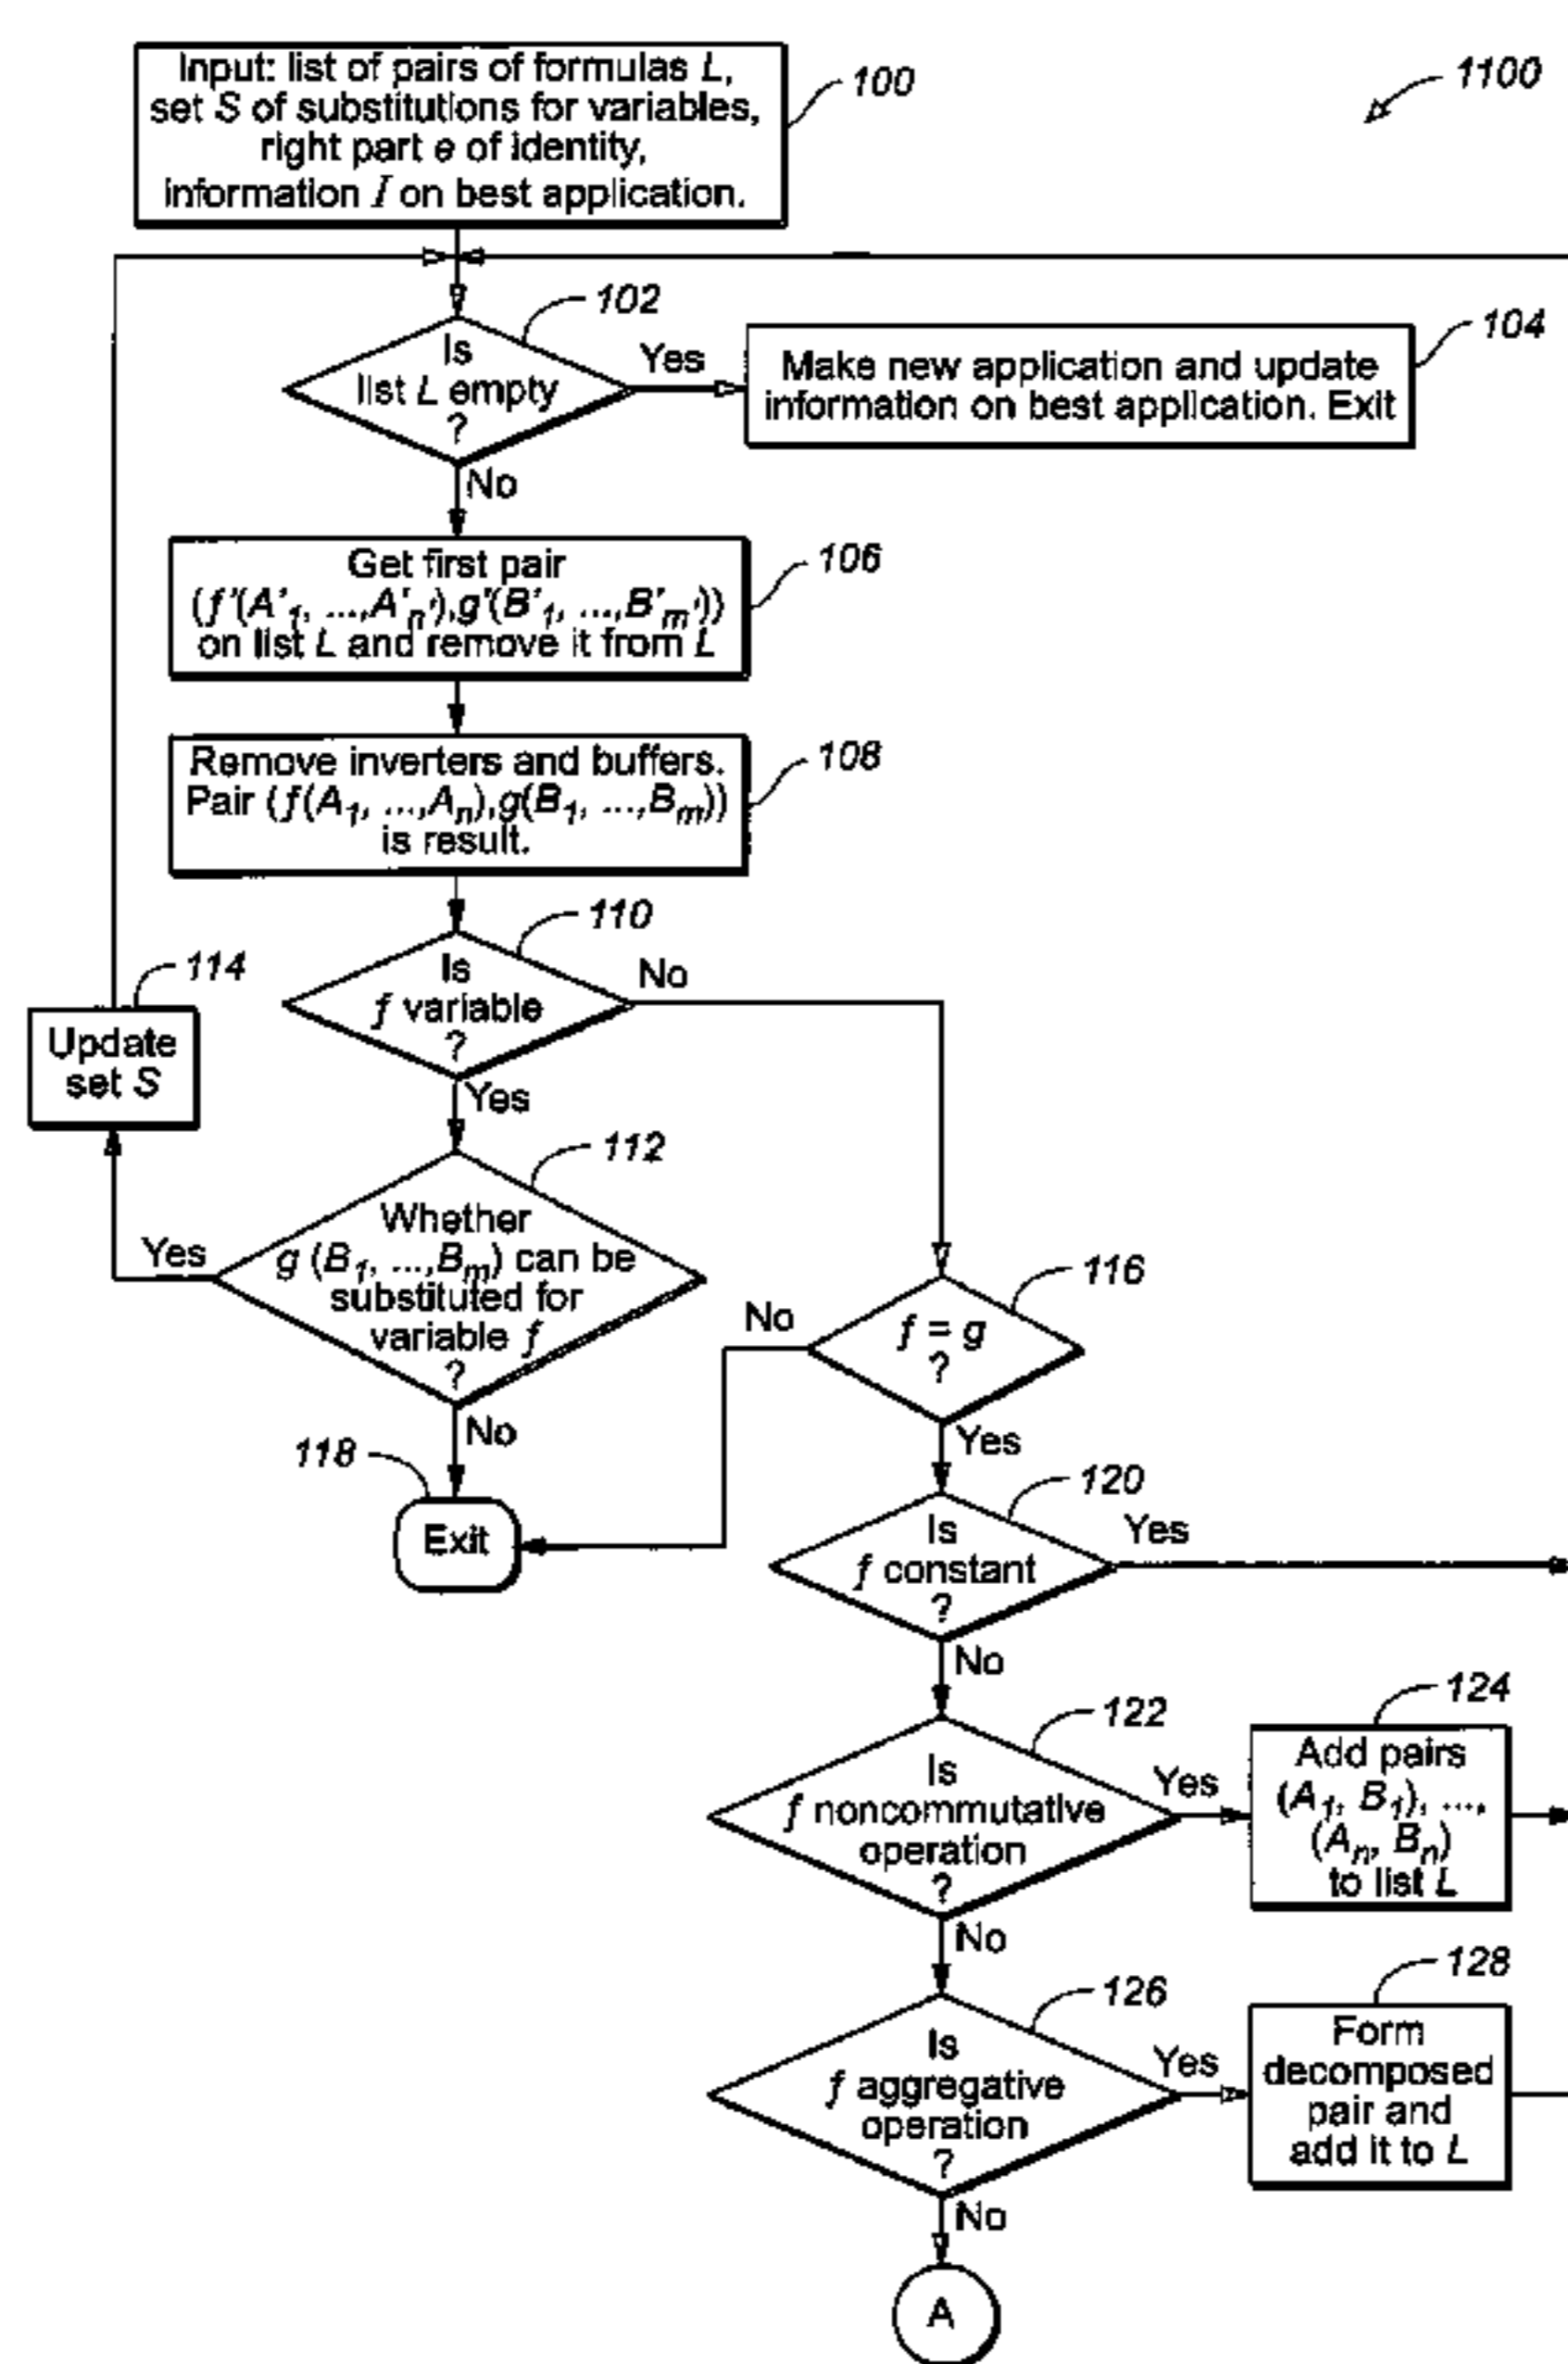 Input: list of pairs of formulas L,
set S of substitutions for variables,
right part e of identity,
information I on best application.
100
1100
102
Is
list L empty
?
Yes
No
104
Make new application and update
information on best application. Exit
106
Get first pair
(f'(A'1, ...,A'n'),g'(B'1, ...,B'm'))
on list L and remove it from L
108
Remove inverters and buffers.
Pair (f(A1, ...,An),g(B1, ...,Bm))
is result.
110
Is
f variable
?
No
Yes
114
Update
set S
112
Whether
g (B1, ...,Bm) can be
substituted for
variable f
?
Yes
No
116
f = g
?
No
Yes
118
Exit
120
Is
f constant
?
Yes
No
122
Is
f noncommutative
operation
?
Yes
No
124
Add pairs
(A1, B1), ...,
(An, Bn)
to list L
126
Is
f aggregative
operation
?
Yes
No
128
Form
decomposed
pair and
add it to L
A